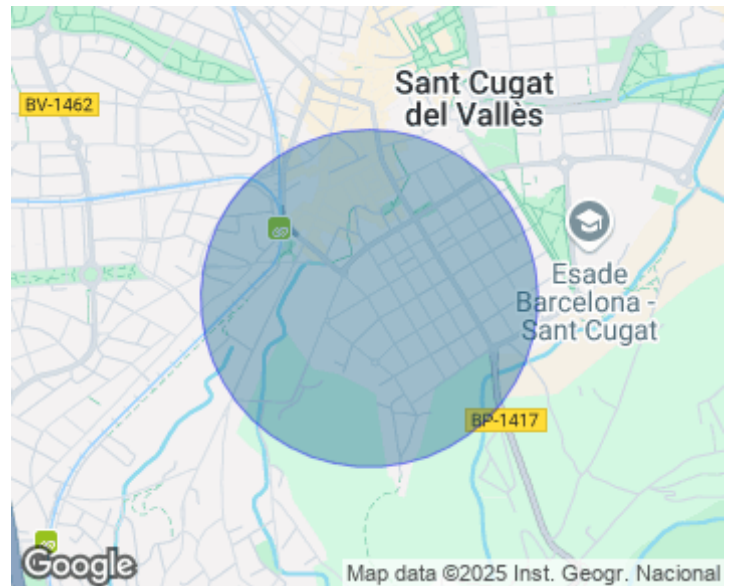 Sant Cugat
del Vallès
BV-1462
Esade
Barcelona -
Sant Cugat
BP-1417
Google
Map data ©2025 Inst. Geogr. Nacional